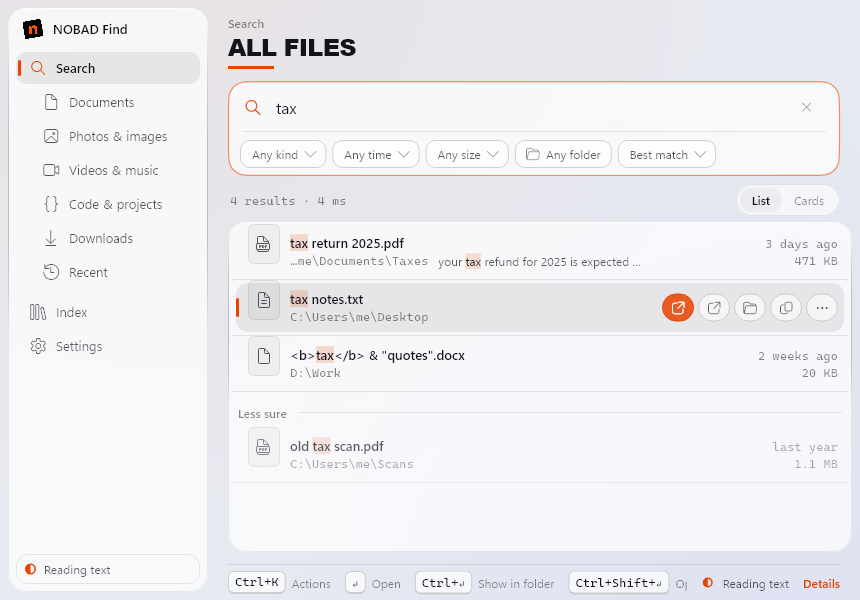 NOBAD Find
Search
Documents
Photos & images
Videos & music
Code & projects
Downloads
Recent
Index
Settings
Reading text
Search
ALL FILES
tax
Any kind Any time Any size Any folder Best match
4 results · 4 ms
List Cards
tax return 2025.pdf 3 days ago
…me\Documents\Taxes your tax refund for 2025 is expected … 471 KB
tax notes.txt
C:\Users\me\Desktop
<b>tax</b> & "quotes".docx 2 weeks ago
D:\Work 20 KB
Less sure
old tax scan.pdf last year
C:\Users\me\Scans 1.1 MB
Ctrl+K Actions ↵ Open Ctrl+↵ Show in folder Ctrl+Shift+↵ Reading text Details